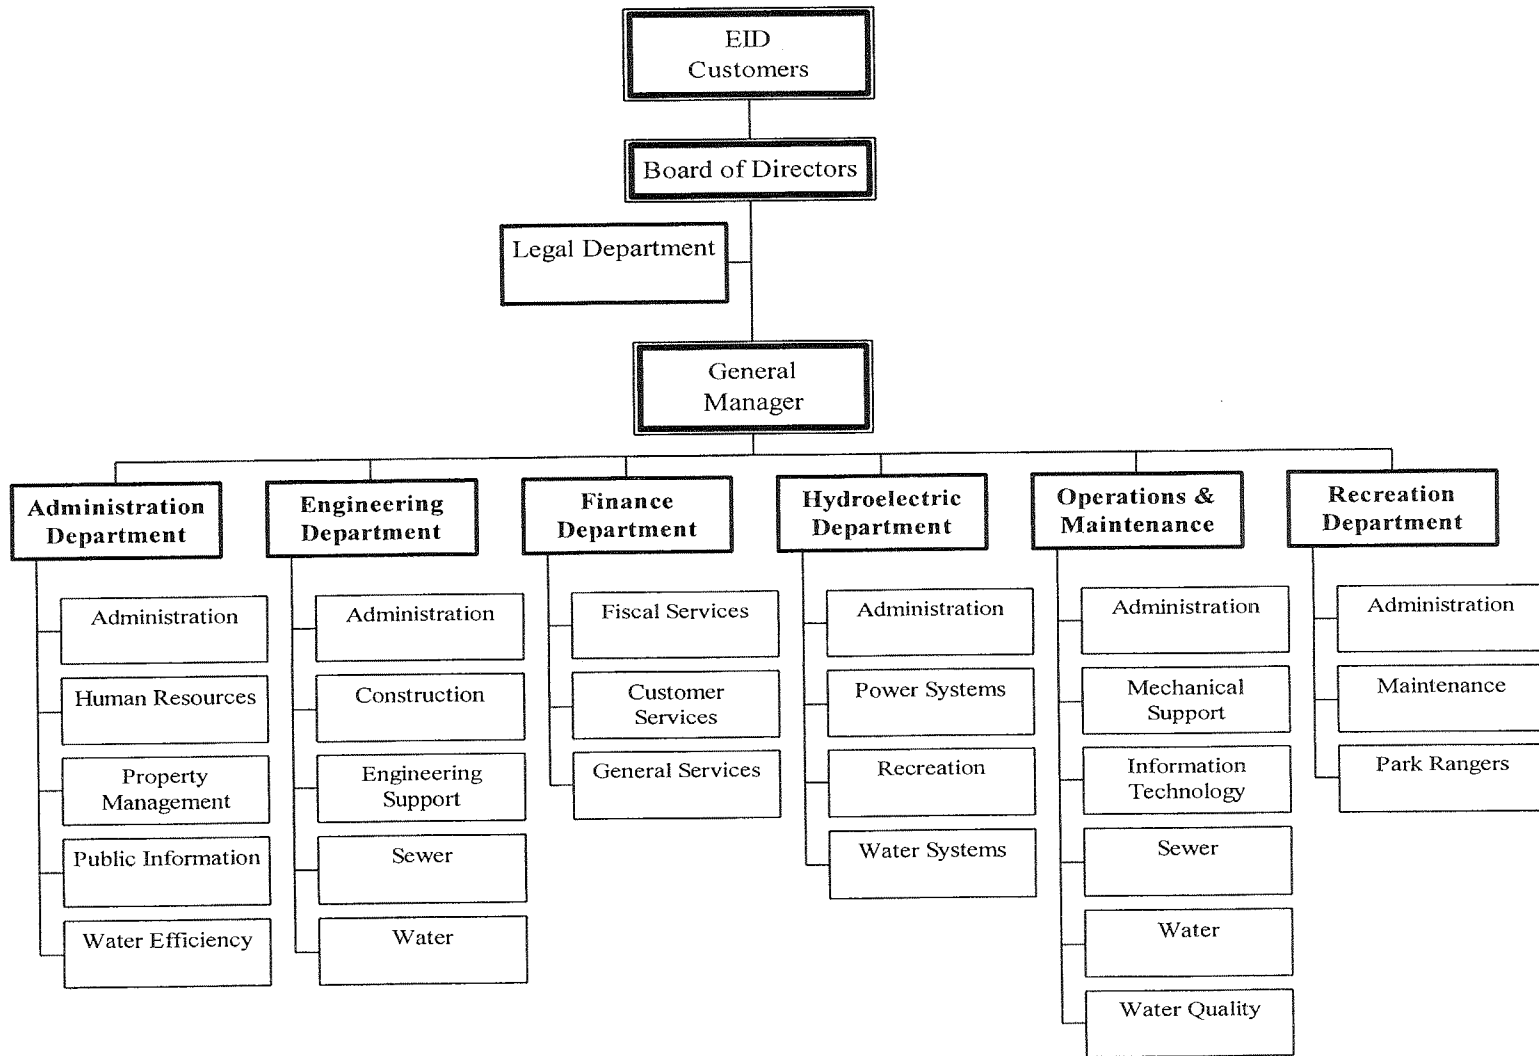 EID
Customers
Board of Directors
Legal Department
General
Manager
Administration
Department
Administration
Human Resources
Property
Management
Public Information
Water Efficiency
Engineering
Department
Administration
Construction
Engineering
Support
Sewer
Water
Finance
Department
Fiscal Services
Customer
Services
General Services
Hydroelectric
Department
Administration
Power Systems
Recreation
Water Systems
Operations &
Maintenance
Administration
Mechanical
Support
Information
Technology
Sewer
Water
Water Quality
Recreation
Department
Administration
Maintenance
Park Rangers